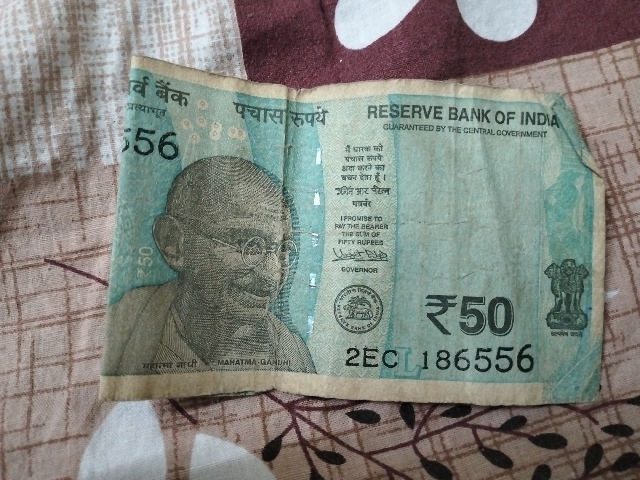 र्व बैंक
प्रत्याभूत
556
पचास रुपये
RESERVE BANK OF INDIA
GUARANTEED BY THE CENTRAL GOVERNMENT
मैं धारक को
पचास रुपये
अदा करने का
वचन देता हूँ ।
गवर्नर
I PROMISE TO
PAY THE BEARER
THE SUM OF
FIFTY RUPEES
GOVERNOR
₹50
₹50
2EC 186556
महात्मा गांधी MAHATMA GANDHI
सत्यमेव जयते